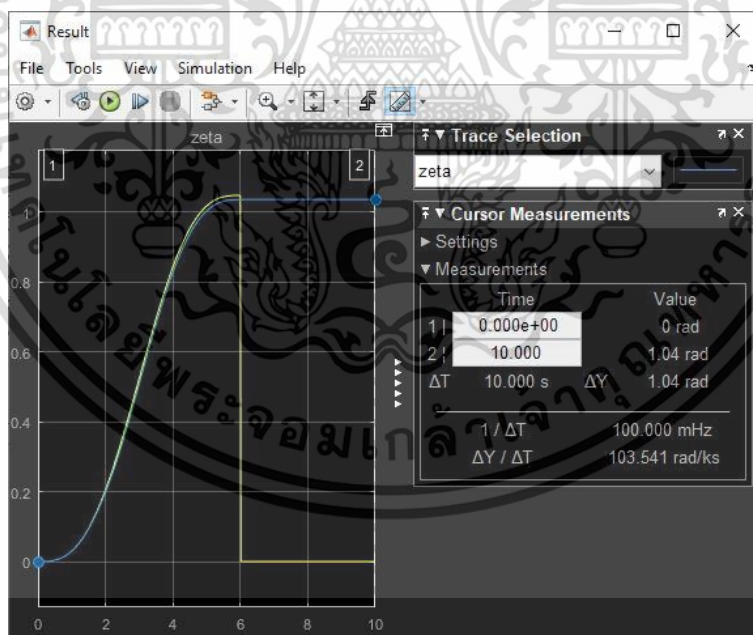 Result
File Tools View Simulation Help
zeta
1
2
1
0.8
0.6
0.4
0.2
0
0 2 4 6 8 10
Trace Selection
zeta
Cursor Measurements
Settings
Measurements
Time Value
1 0.000e+00 0 rad
2 10.000 1.04 rad
ΔT 10.000 s ΔY 1.04 rad
1 / ΔT 100.000 mHz
ΔY / ΔT 103.541 rad/ks